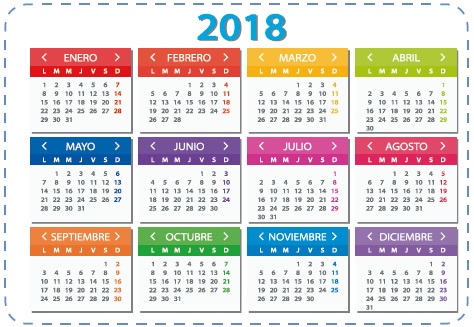 2018
ENERO
L M M J V S D
1 2 3 4 5 6 7
8 9 10 11 12 13 14
15 16 17 18 19 20 21
22 23 24 25 26 27 28
29 30 31
FEBRERO
L M M J V S D
1 2 3 4
5 6 7 8 9 10 11
12 13 14 15 16 17 18
19 20 21 22 23 24 25
26 27 28
MARZO
L M M J V S D
1 2 3 4
5 6 7 8 9 10 11
12 13 14 15 16 17 18
19 20 21 22 23 24 25
26 27 28 29 30 31
ABRIL
L M M J V S D
1
2 3 4 5 6 7 8
9 10 11 12 13 14 15
16 17 18 19 20 21 22
23 24 25 26 27 28 29
30
MAYO
L M M J V S D
1 2 3 4 5 6
7 8 9 10 11 12 13
14 15 16 17 18 19 20
21 22 23 24 25 26 27
28 29 30 31
JUNIO
L M M J V S D
1 2 3
4 5 6 7 8 9 10
11 12 13 14 15 16 17
18 19 20 21 22 23 24
25 26 27 28 29 30
JULIO
L M M J V S D
1
2 3 4 5 6 7 8
9 10 11 12 13 14 15
16 17 18 19 20 21 22
23 24 25 26 27 28 29
30 31
AGOSTO
L M M J V S D
1 2 3 4 5
6 7 8 9 10 11 12
13 14 15 16 17 18 19
20 21 22 23 24 25 26
27 28 29 30 31
SEPTIEMBRE
L M M J V S D
1 2
3 4 5 6 7 8 9
10 11 12 13 14 15 16
17 18 19 20 21 22 23
24 25 26 27 28 29 30
OCTUBRE
L M M J V S D
1 2 3 4 5 6 7
8 9 10 11 12 13 14
15 16 17 18 19 20 21
22 23 24 25 26 27 28
29 30 31
NOVIEMBRE
L M M J V S D
1 2 3 4
5 6 7 8 9 10 11
12 13 14 15 16 17 18
19 20 21 22 23 24 25
26 27 28 29 30
DICIEMBRE
L M M J V S D
1 2
3 4 5 6 7 8 9
10 11 12 13 14 15 16
17 18 19 20 21 22 23
24 25 26 27 28 29 30
31